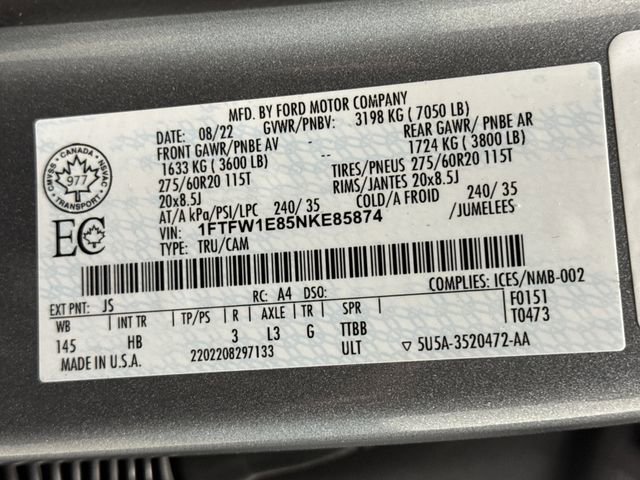 MFD. BY FORD MOTOR COMPANY
DATE: 08/22 GVWR/PNBV: 3198 KG ( 7050 LB)
FRONT GAWR/ PNBE AV -- REAR GAWR/ PNBE AR
1633 KG ( 3600 LB) -- 1724 KG ( 3800 LB)
275/60R20 115T TIRES/PNEUS 275/60R20 115T
20x8.5J RIMS/JANTES 20x8.5J
AT/A kPa/PSI/LPC 240/ 35 COLD/A FROID 240/ 35
VIN: 1FTFW1E85NKE85874 /JUMELEES
TYPE: TRU/CAM
CANADA
CMVSS NSVAC
977
TRANSPORT
EC
COMPLIES: ICES/NMB-002
EXT PNT: JS RC: A4 DSO: F0151
WB INT TR TP/PS R AXLE TR SPR T0473
145 HB 3 L3 G TTBB
MADE IN U.S.A. 2202208297133 ULT ▽ 5U5A-3520472-AA